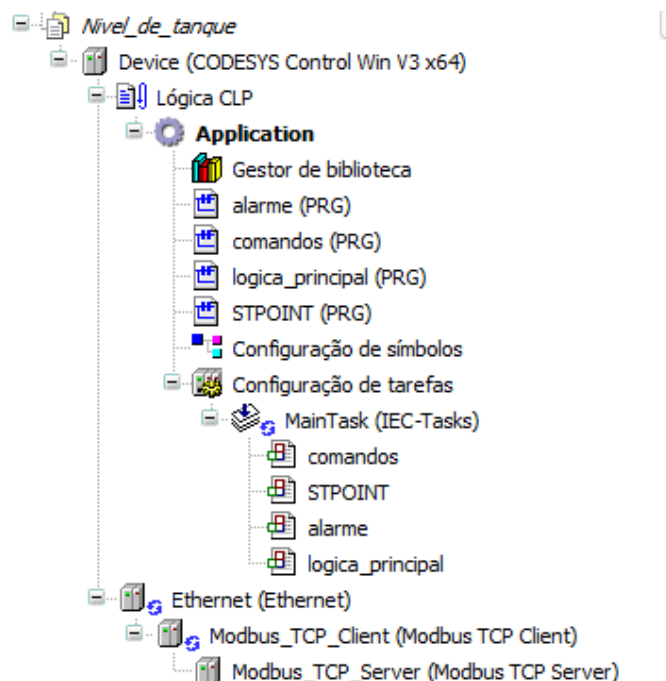 Nivel_de_tanque
Device (CODESYS Control Win V3 x64)
Lógica CLP
Application
Gestor de biblioteca
alarme (PRG)
comandos (PRG)
logica_principal (PRG)
STPOINT (PRG)
Configuração de símbolos
Configuração de tarefas
MainTask (IEC-Tasks)
comandos
STPOINT
alarme
logica_principal
Ethernet (Ethernet)
Modbus_TCP_Client (Modbus TCP Client)
Modbus_TCP_Server (Modbus TCP Server)